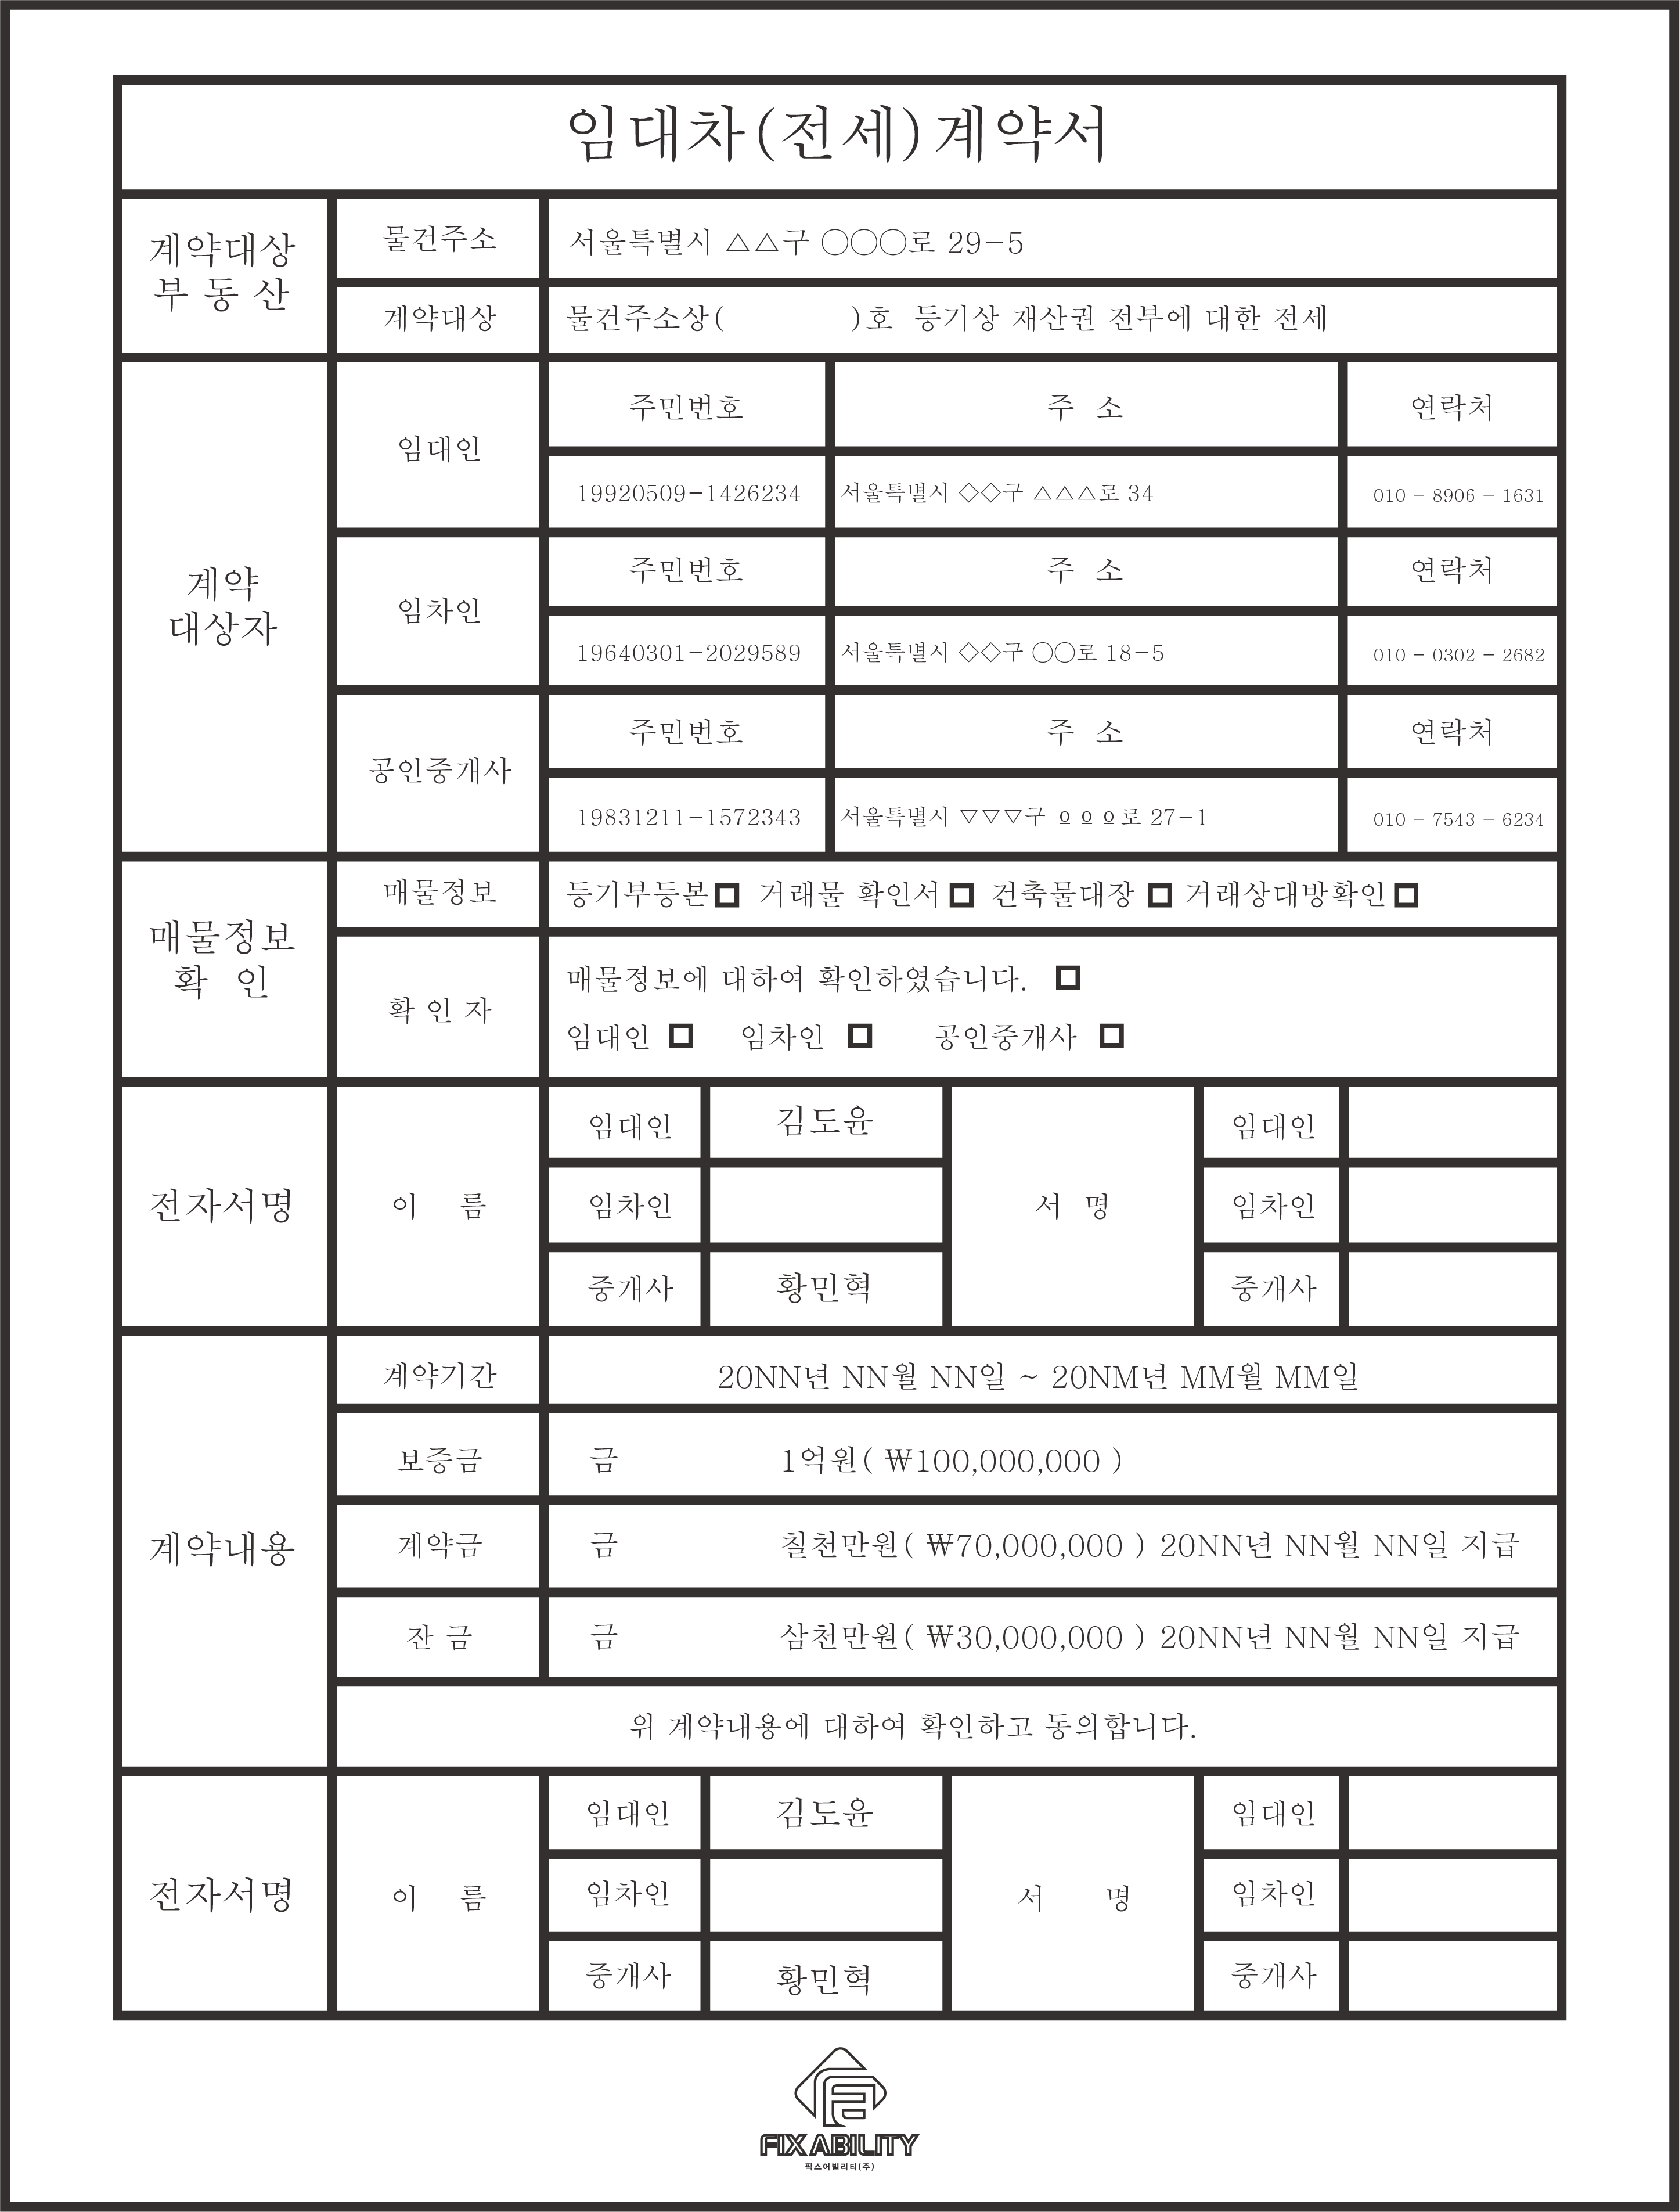 임대차(전세)계약서
계약대상
부 동 산
물건주소
서울특별시 △△구 ○○○로 29-5
계약대상
물건주소상( )호 등기상 재산권 전부에 대한 전세
계약
대상자
임대인
주민번호 주 소 연락처
19920509-1426234 서울특별시 ◇◇구 △△△로 34 010 - 8906 - 1631
임차인
주민번호 주 소 연락처
19640301-2029589 서울특별시 ◇◇구 ○○로 18-5 010 - 0302 - 2682
공인중개사
주민번호 주 소 연락처
19831211-1572343 서울특별시 ▽▽▽구 ㅇㅇㅇ로 27-1 010 - 7543 - 6234
매물정보
확 인
매물정보
등기부등본□ 거래물 확인서□ 건축물대장□ 거래상대방확인□
확 인 자
매물정보에 대하여 확인하였습니다. □
임대인 □ 임차인 □ 공인중개사 □
전자서명
이 름
임대인 김도윤
임차인
중개사 황민혁
서 명
임대인
임차인
중개사
계약내용
계약기간 20NN년 NN월 NN일 ~ 20NM년 MM월 MM일
보증금 금 1억원( ₩100,000,000 )
계약금 금 칠천만원( ₩70,000,000 ) 20NN년 NN월 NN일 지급
잔 금 금 삼천만원( ₩30,000,000 ) 20NN년 NN월 NN일 지급
위 계약내용에 대하여 확인하고 동의합니다.
전자서명
이 름
임대인 김도윤
임차인
중개사 황민혁
서 명
임대인
임차인
중개사
FIX ABILITY
픽스어빌리티(주)